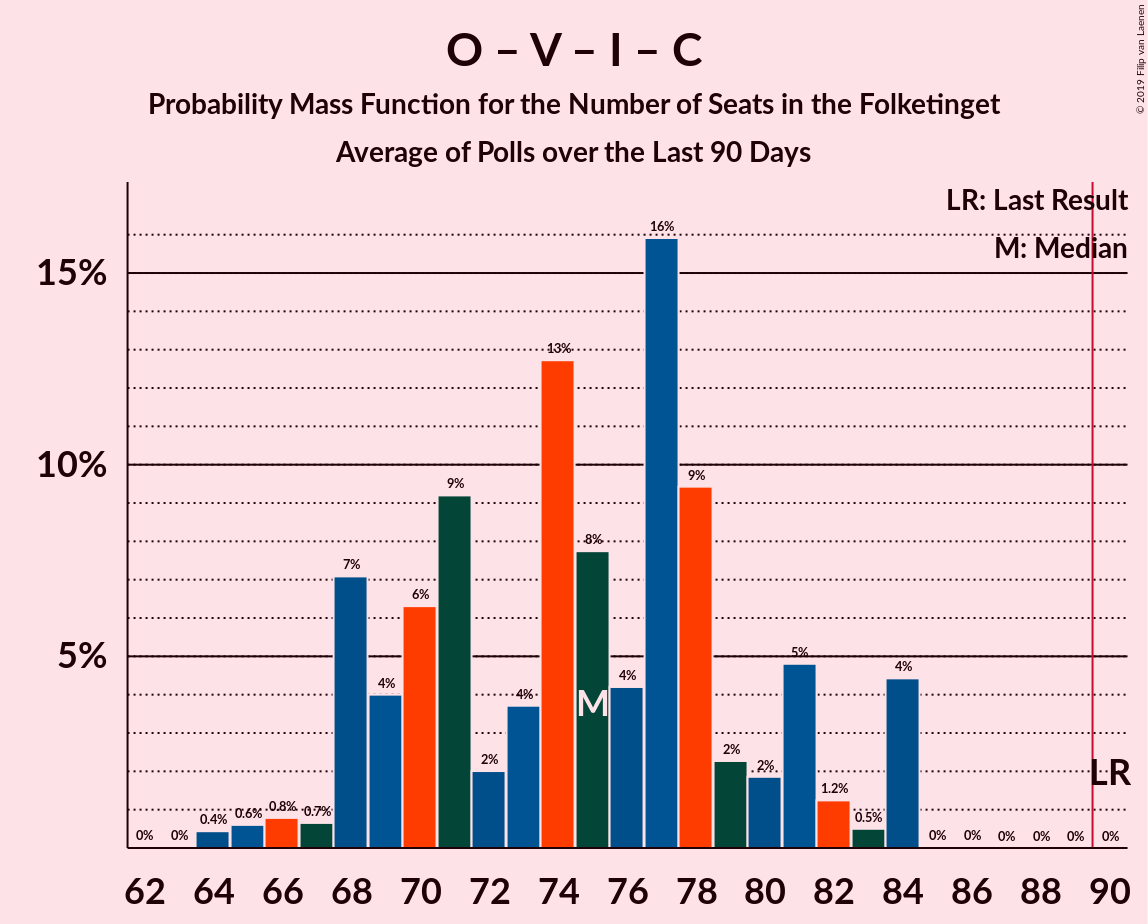 O – V – I – C
Probability Mass Function for the Number of Seats in the Folketinget
Average of Polls over the Last 90 Days
© 2019 Filip van Laenen
LR: Last Result
M: Median
15%
10%
5%
0% 0% 0.4% 0.6% 0.8% 0.7% 7% 4% 6% 9% 2% 4% 13% 8% 4% 16% 9% 2% 2% 5% 1.2% 0.5% 4% 0% 0% 0% 0% 0% 0%
M
LR
62 64 66 68 70 72 74 76 78 80 82 84 86 88 90